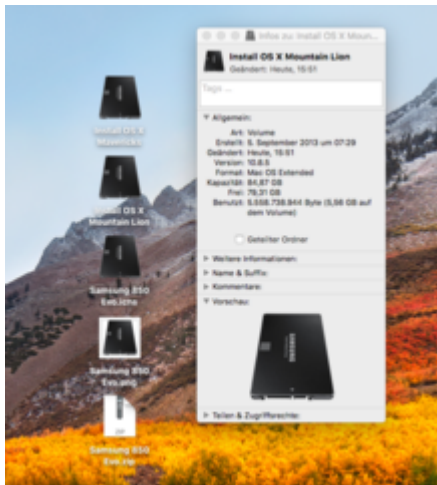 Install OS X
Mavericks
Install OS X
Mountain Lion
Samsung 850
Evo.icns
Samsung 850
Evo.png
ZIP
Samsung 850
Evo.zip
Infos zu: Install OS X Moun...
Install OS X Mountain Lion
Geändert: Heute, 15:51
Tags ...
Allgemein:
Art: Volume
Erstellt: 5. September 2013 um 07:29
Geändert: Heute, 15:51
Version: 10.8.5
Format: Mac OS Extended
Kapazität: 84,87 GB
Frei: 79,31 GB
Benutzt: 5.558.738.944 Byte (5,56 GB auf
dem Volume)
Geteilter Ordner
Weitere Informationen:
Name & Suffix:
Kommentare:
Vorschau:
SAMSUNG
Teilen & Zugriffsrechte: